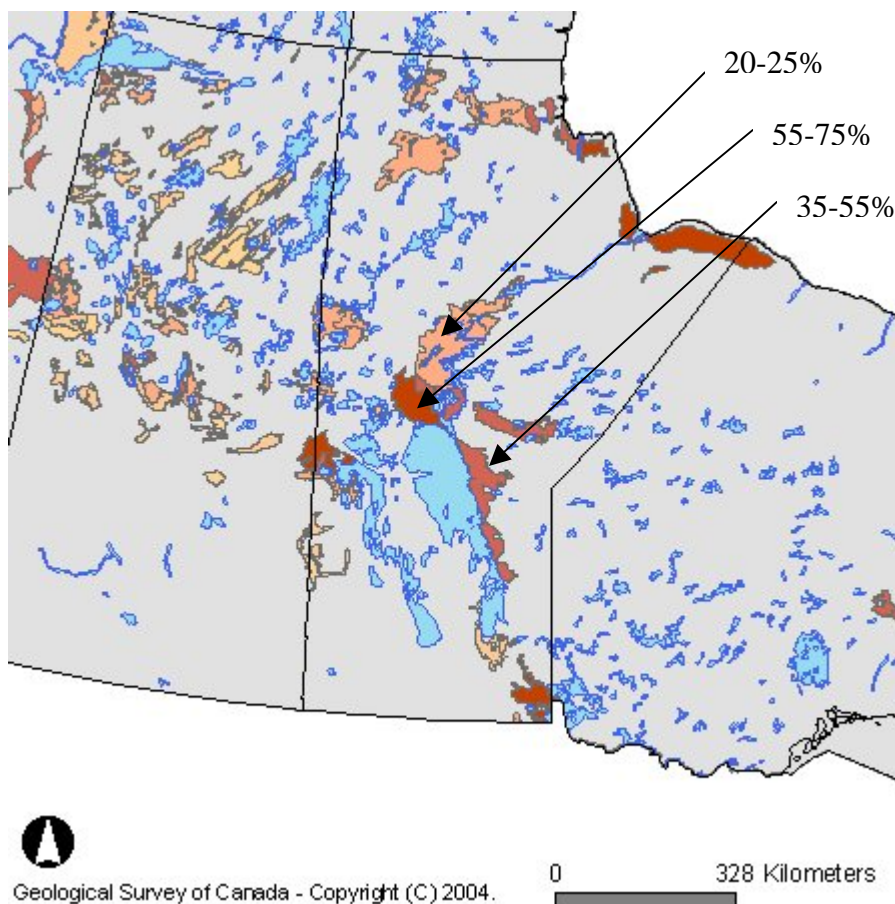 20-25%
55-75%
35-55%
0 328 Kilometers
Geological Survey of Canada - Copyright (C) 2004.